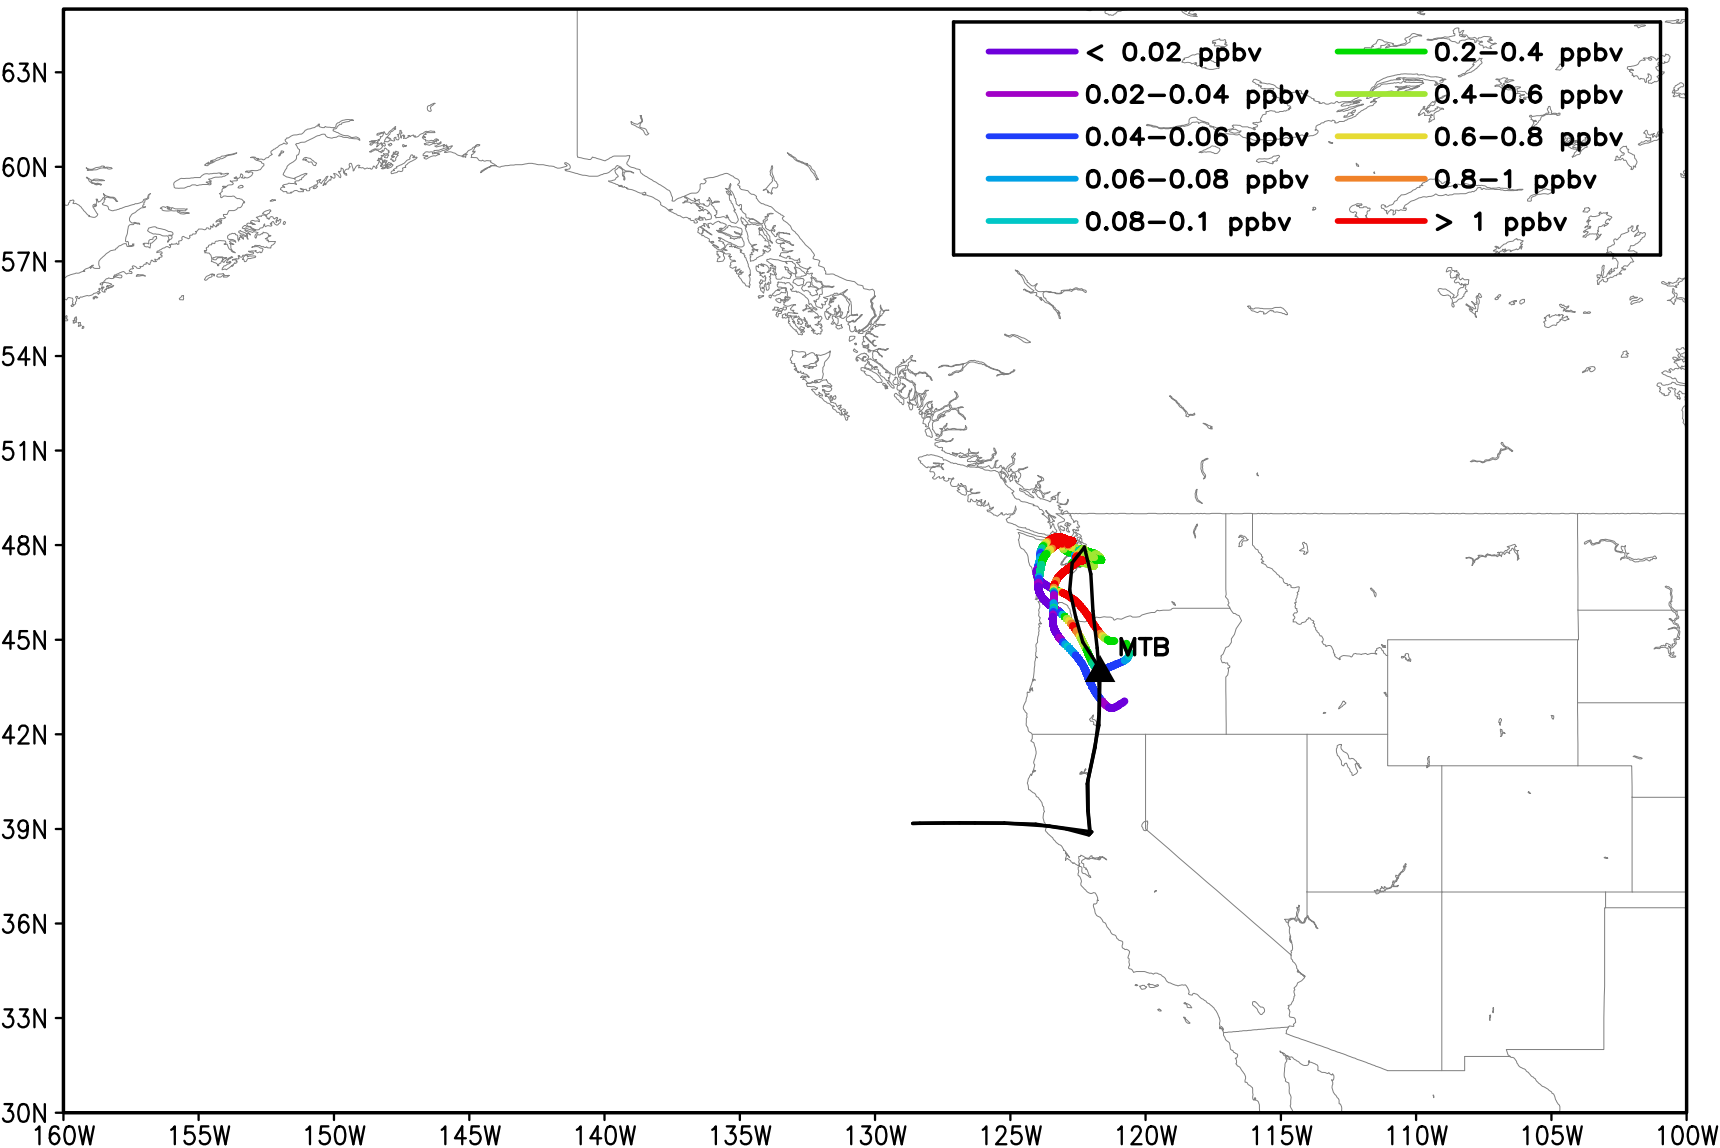 < 0.02 ppbv
0.02-0.04 ppbv
0.04-0.06 ppbv
0.06-0.08 ppbv
0.08-0.1 ppbv
0.2-0.4 ppbv
0.4-0.6 ppbv
0.6-0.8 ppbv
0.8-1 ppbv
> 1 ppbv
63N
60N
57N
54N
51N
48N
45N
MTB
42N
39N
36N
33N
30N
160W 155W 150W 145W 140W 135W 130W 125W 120W 115W 110W 105W 100W